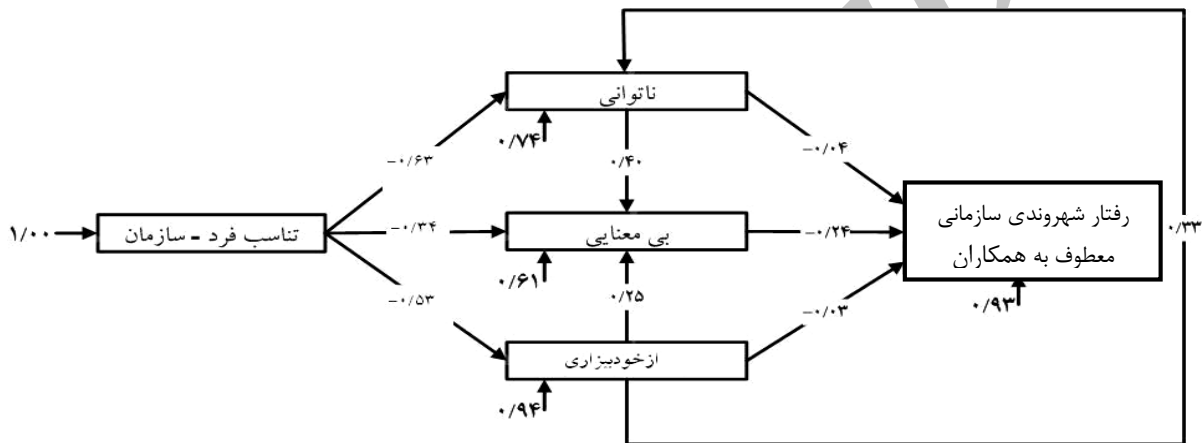 ناتوانی
۰/۷۴
-۰/۶۳
۰/۴۰
-۰/۰۴
۱/۰۰
تناسب فرد - سازمان
-۰/۳۴
بی معنایی
-۰/۲۴
رفتار شهروندی سازمانی
معطوف به همکاران
۰/۳۳
۰/۶۱
۰/۲۵
۰/۹۳
-۰/۵۳
-۰/۰۳
ازخودبیزاری
۰/۹۴